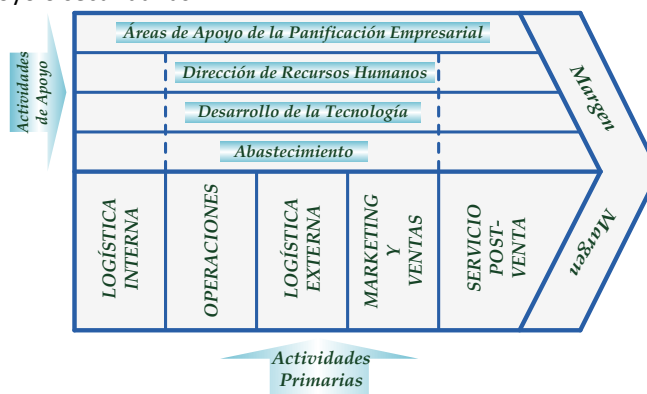 Áreas de Apoyo de la Panificación Empresarial
Dirección de Recursos Humanos
Desarrollo de la Tecnología
Abastecimiento
Actividades
de Apoyo
LOGÍSTICA
INTERNA
OPERACIONES
LOGÍSTICA
EXTERNA
MARKETING
Y
VENTAS
SERVICIO
POST-
VENTA
Margen
Margen
Actividades
Primarias